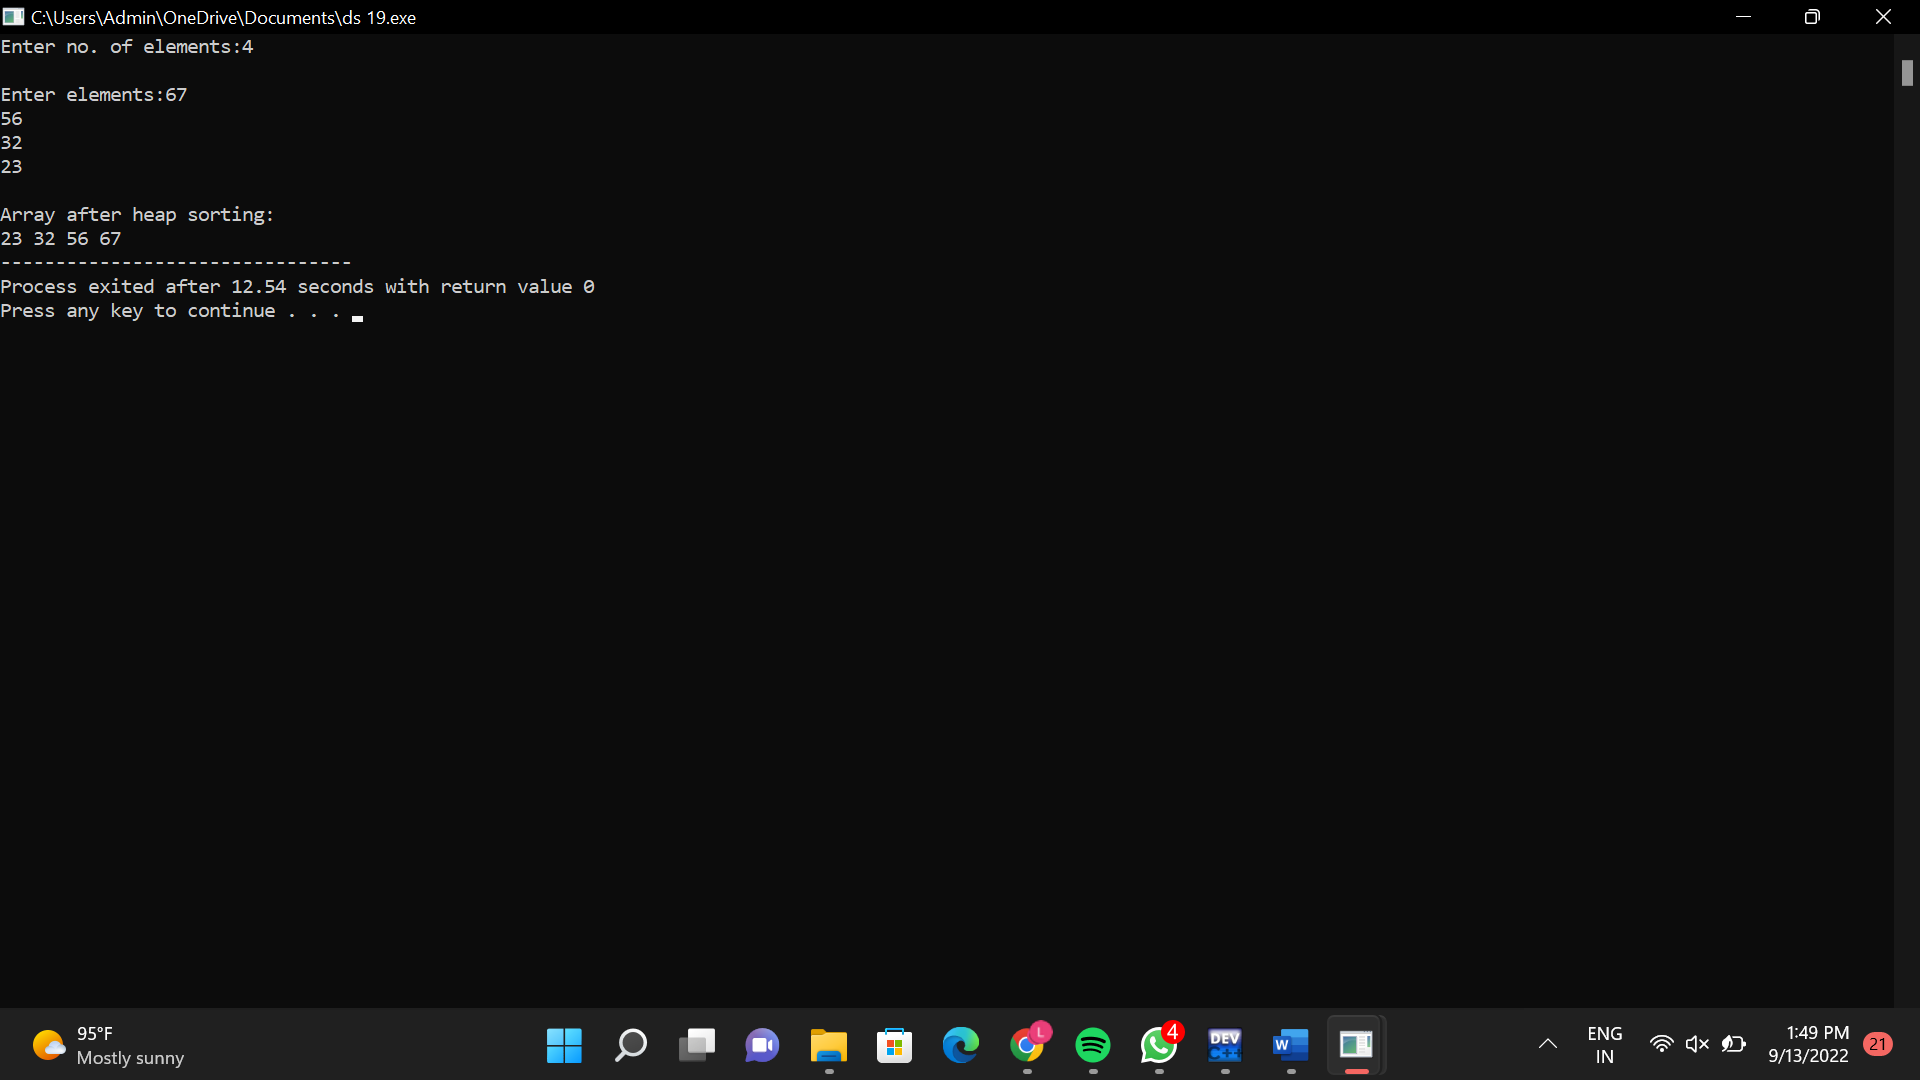 C:\Users\Admin\OneDrive\Documents\ds 19.exe
Enter no. of elements:4
Enter elements:67
56
32
23
Array after heap sorting:
23 32 56 67
--------------------------------
Process exited after 12.54 seconds with return value 0
Press any key to continue . . .
95°F
Mostly sunny
L
4
DEV
C++
W
ENG
IN
1:49 PM
9/13/2022
21